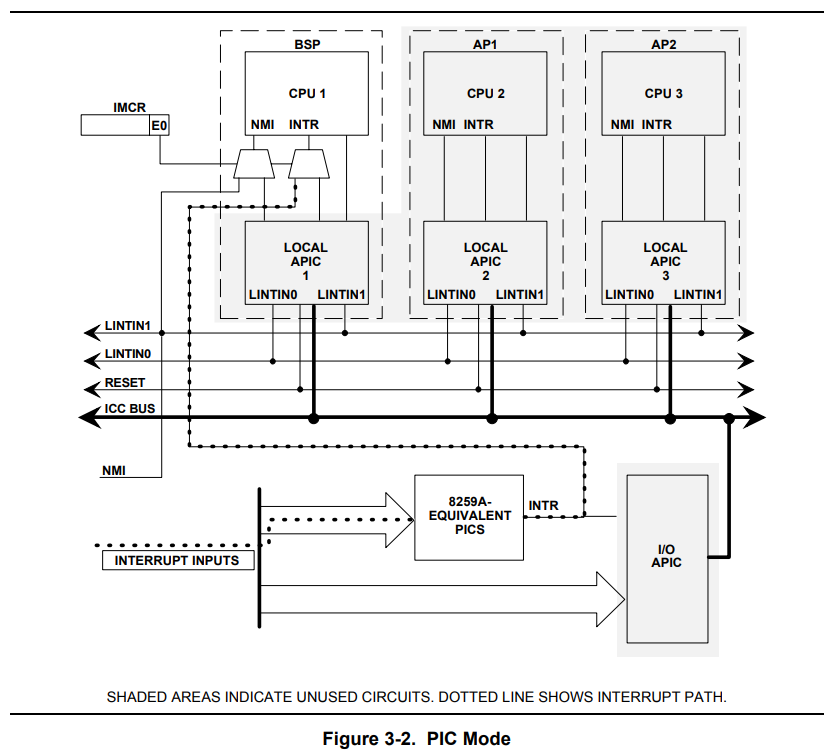 BSP AP1 AP2
CPU 1 CPU 2 CPU 3
IMCR
E0
NMI INTR NMI INTR NMI INTR
LOCAL APIC 1
LOCAL APIC 2
LOCAL APIC 3
LINTIN0 LINTIN1 LINTIN0 LINTIN1 LINTIN0 LINTIN1
LINTIN1
LINTIN0
RESET
ICC BUS
NMI
8259A-
EQUIVALENT
PICS
INTR
INTERRUPT INPUTS
I/O
APIC
SHADED AREAS INDICATE UNUSED CIRCUITS. DOTTED LINE SHOWS INTERRUPT PATH.
Figure 3-2. PIC Mode